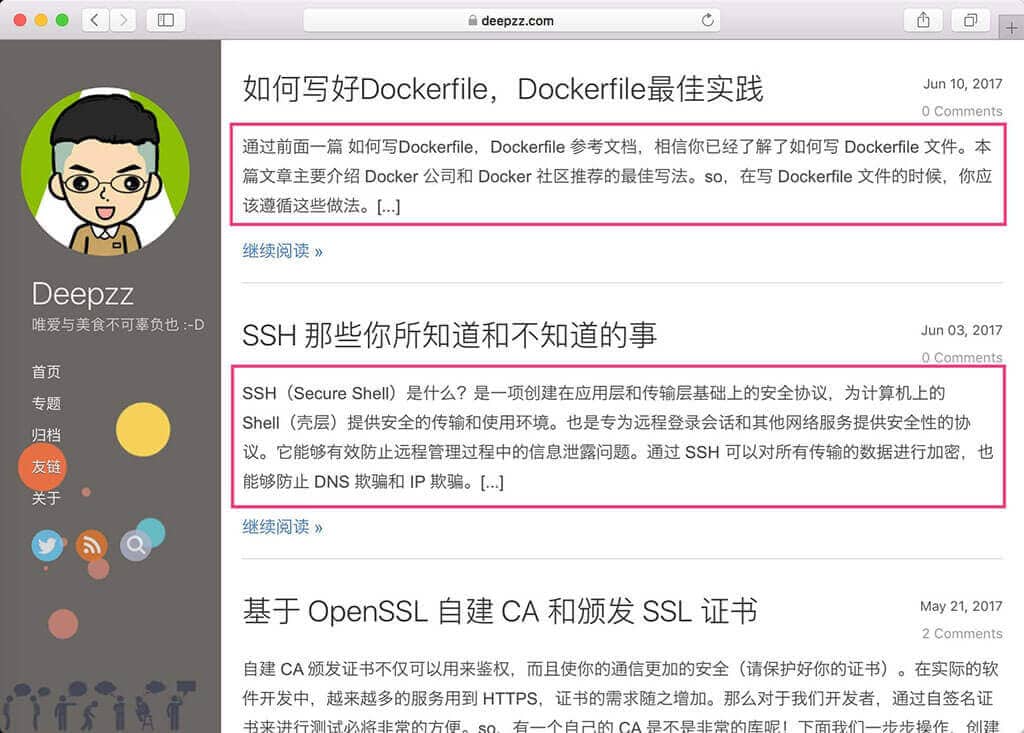 deepzz.com
Deepzz
唯爱与美食不可辜负也 :-D
首页
专题
归档
友链
关于
如何写好Dockerfile，Dockerfile最佳实践
Jun 10, 2017
0 Comments
通过前面一篇 如何写Dockerfile，Dockerfile 参考文档，相信你已经了解了如何写 Dockerfile 文件。本
篇文章主要介绍 Docker 公司和 Docker 社区推荐的最佳写法。so，在写 Dockerfile 文件的时候，你应
该遵循这些做法。[...]
继续阅读 »
SSH 那些你所知道和不知道的事
Jun 03, 2017
0 Comments
SSH（Secure Shell）是什么？是一项创建在应用层和传输层基础上的安全协议，为计算机上的
Shell（壳层）提供安全的传输和使用环境。也是专为远程登录会话和其他网络服务提供安全性的协
议。它能够有效防止远程管理过程中的信息泄露问题。通过 SSH 可以对所有传输的数据进行加密，也
能够防止 DNS 欺骗和 IP 欺骗。[...]
继续阅读 »
基于 OpenSSL 自建 CA 和颁发 SSL 证书
May 21, 2017
2 Comments
自建 CA 颁发证书不仅可以用来鉴权，而且使你的通信更加的安全（请保护好你的证书）。在实际的软
件开发中，越来越多的服务用到 HTTPS，证书的需求随之增加。那么对于我们开发者，通过自签名证
书来进行测试必将非常的方便。so，有一个自己的 CA 是不是非常的库呢！下面我们一步步操作，创建